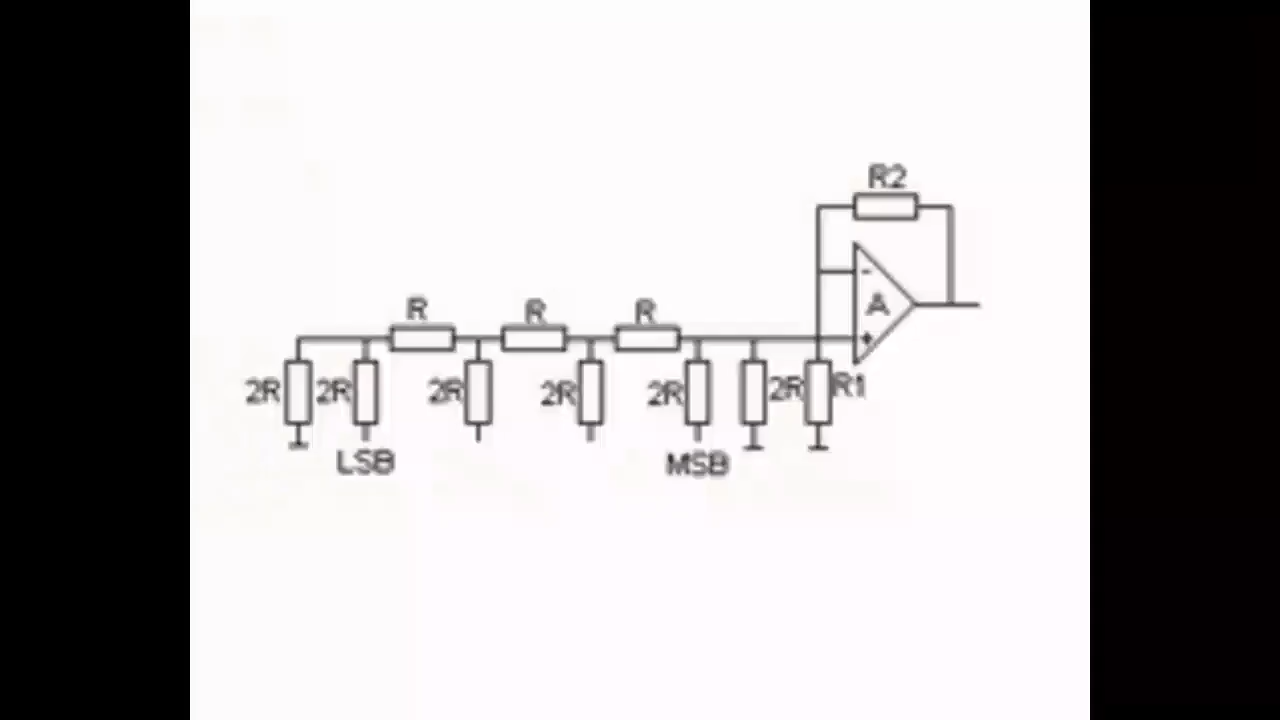 R2
R R R
- A +
2R 2R 2R 2R 2R 2R R1
LSB MSB